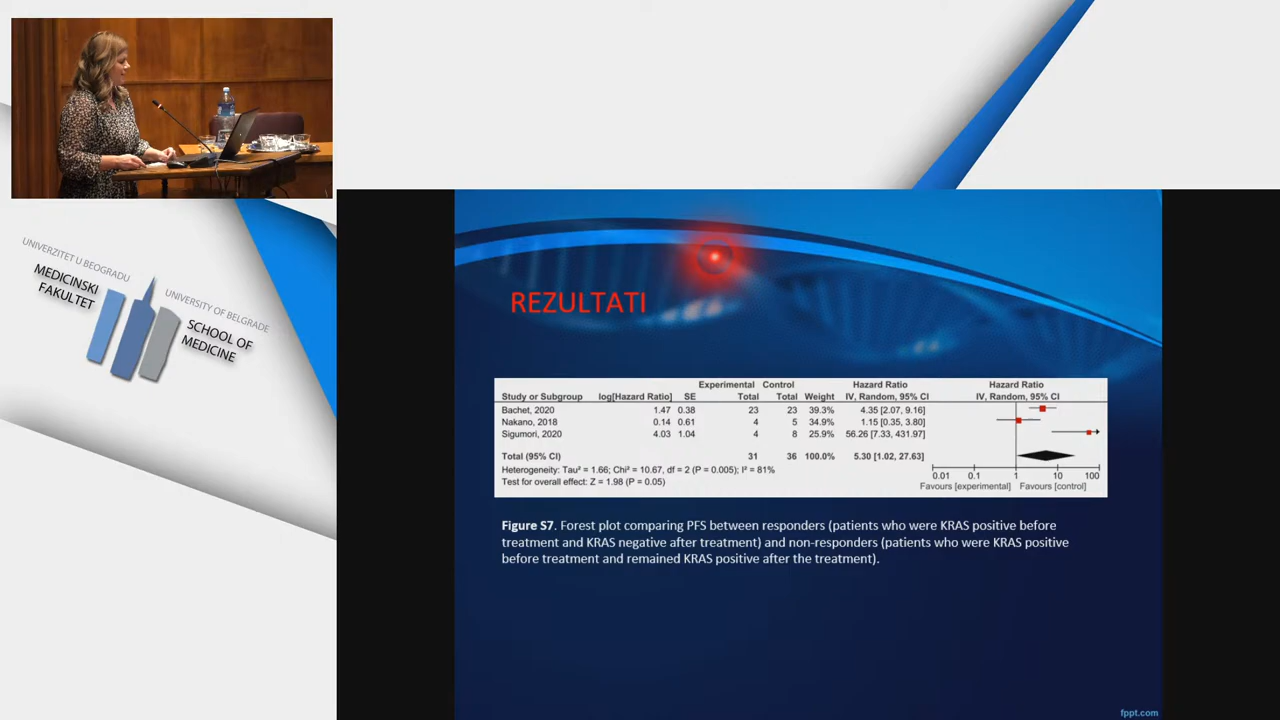 UNIVERZITET U BEOGRADU
MEDICINSKI
FAKULTET
UNIVERSITY OF BELGRADE
SCHOOL OF
MEDICINE
REZULTATI
Experimental Control Hazard Ratio Hazard Ratio
Study or Subgroup log[Hazard Ratio] SE Total Total Weight IV, Random, 95% CI IV, Random, 95% CI
Bachet, 2020 1.47 0.38 23 23 39.3% 4.35 [2.07, 9.16]
Nakano, 2018 0.14 0.61 4 5 34.9% 1.15 [0.35, 3.80]
Sigumori, 2020 4.03 1.04 4 8 25.9% 56.26 [7.33, 431.97]
Total (95% CI) 31 36 100.0% 5.30 [1.02, 27.63]
Heterogeneity: Tau² = 1.66; Chi² = 10.67, df = 2 (P = 0.005); I² = 81%
Test for overall effect: Z = 1.98 (P = 0.05)
0.01 0.1 1 10 100
Favours [experimental] Favours [control]
Figure S7. Forest plot comparing PFS between responders (patients who were KRAS positive before
treatment and KRAS negative after treatment) and non-responders (patients who were KRAS positive
before treatment and remained KRAS positive after the treatment).
fppt.com